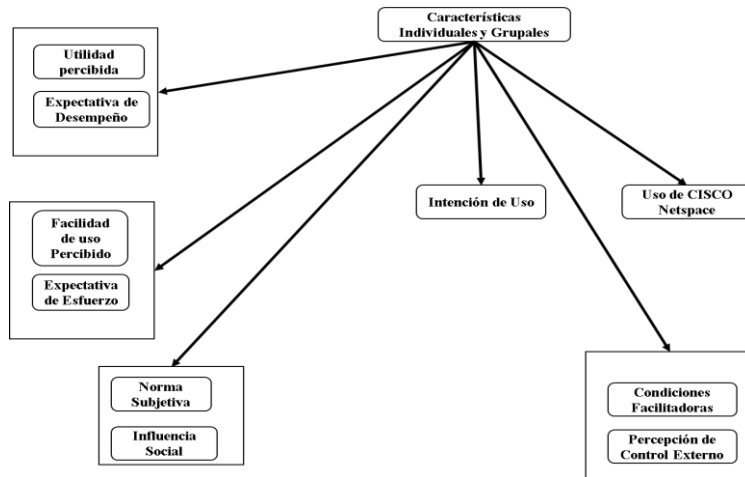 Características
Individuales y Grupales
Utilidad
percibida
Expectativa de
Desempeño
Intención de Uso
Uso de CISCO
Netspace
Facilidad
de uso
Percibido
Expectativa
de Esfuerzo
Norma
Subjetiva
Influencia
Social
Condiciones
Facilitadoras
Percepción de
Control Externo